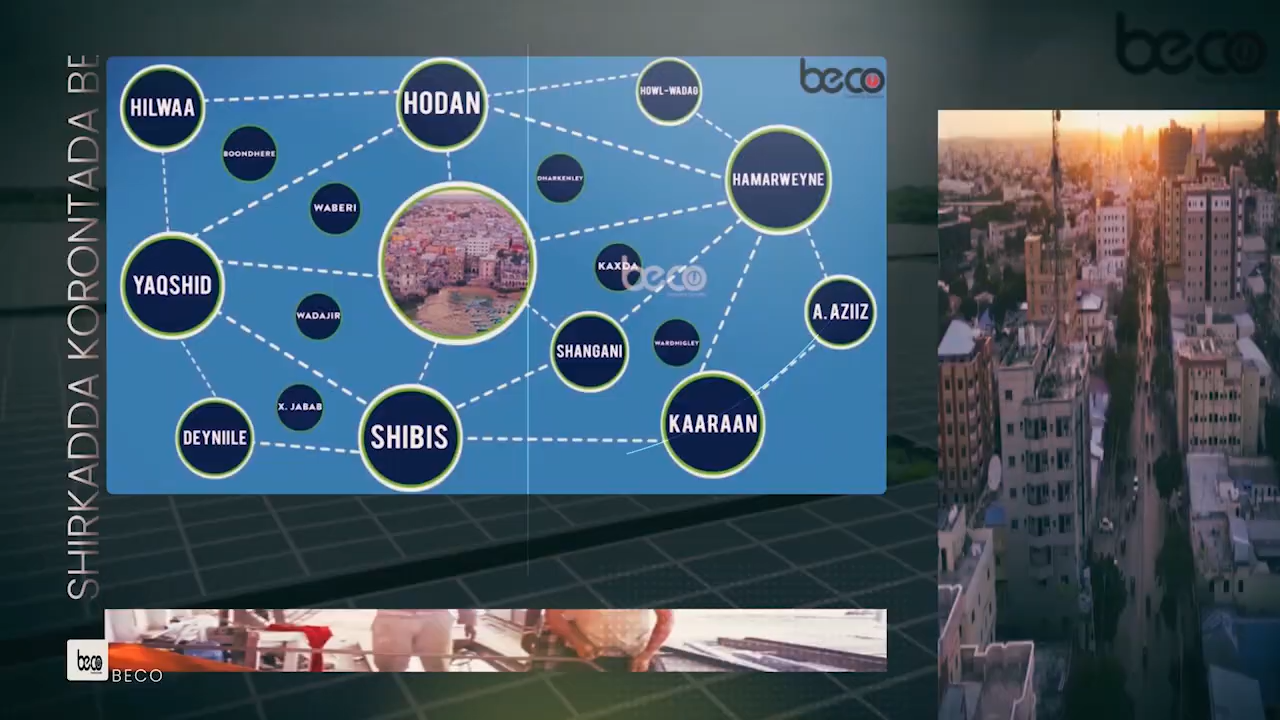 SHIRKADDA KORONTADA BE
beco
HILWAA
HODAN
HOWL-WADAG
beco
BOONDHERE
DHARKENLEY
HAMARWEYNE
WABERI
KAXDA
beco
YAQSHID
WADAJIR
SHANGANI
WARDHIGLEY
A. AZIIZ
X. JABAB
DEYNIILE
SHIBIS
KAARAAN
beco
BECO